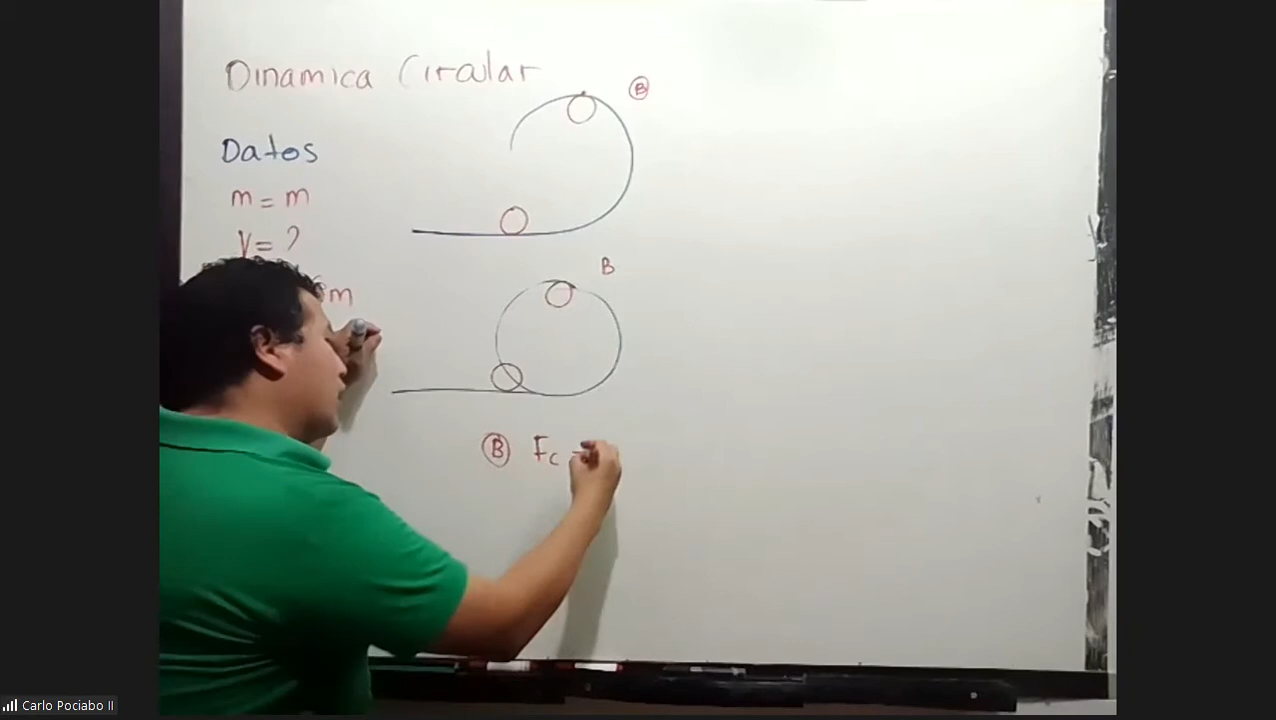 Dinamica Circular
B
Datos
m = m
V = ?
m
B
B Fc
Carlo Pociabo II